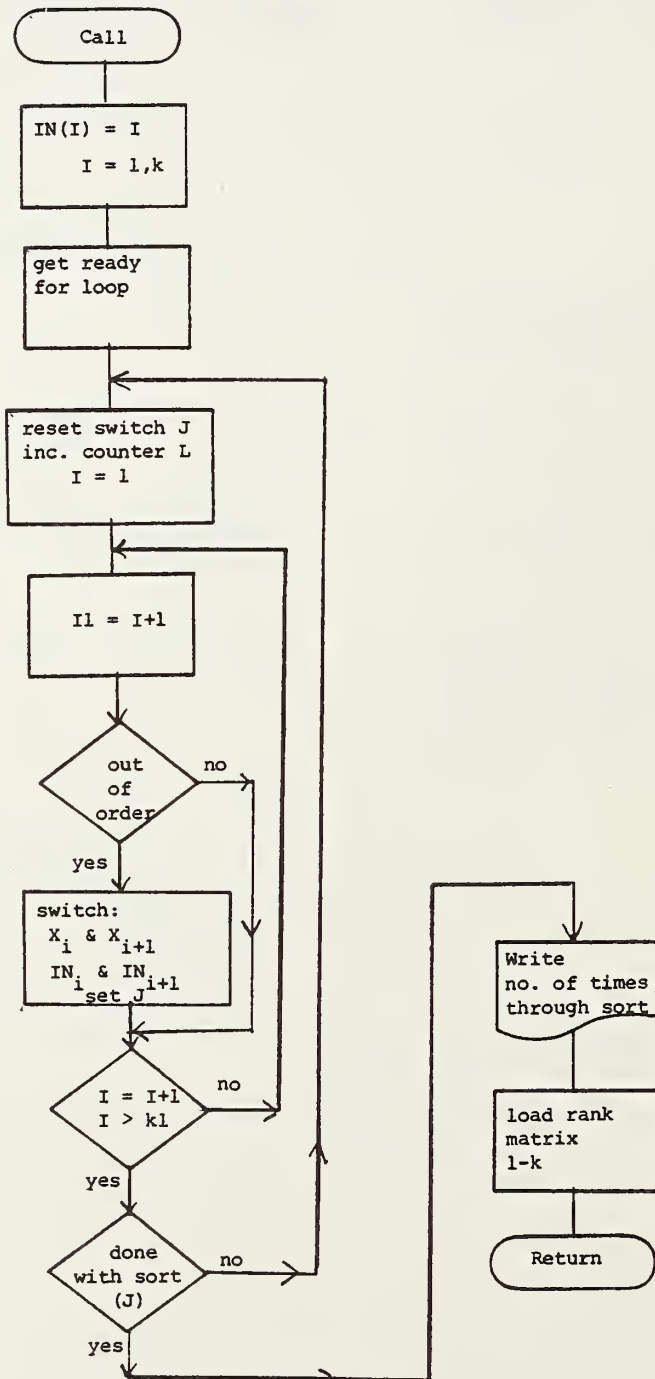 Call
IN(I) = I
I = 1,k
get ready
for loop
reset switch J
inc. counter L
I = 1
I1 = I+1
out
of
order
no
yes
switch:
X_i & X_{i+1}
IN_i & IN_{i+1}
set J
I = I+1
I > k1
no
yes
done
with sort
(J)
no
yes
Write
no. of times
through sort
load rank
matrix
1-k
Return